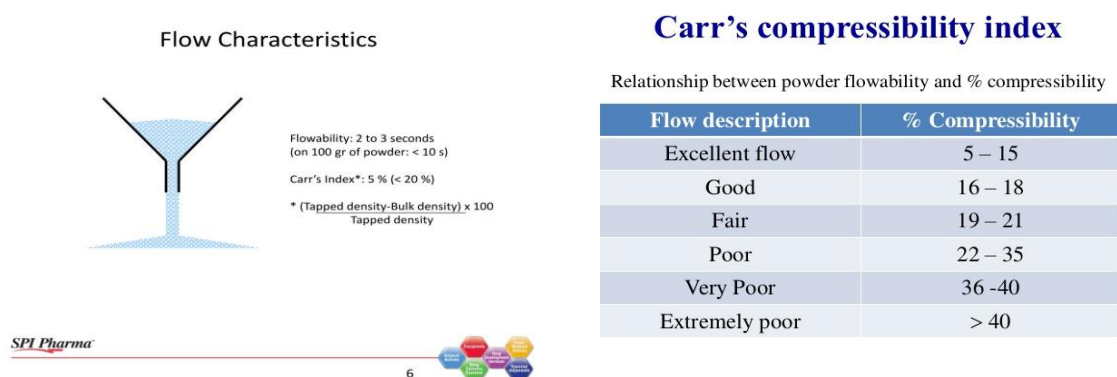 Flow Characteristics
Flowability: 2 to 3 seconds
(on 100 gr of powder: < 10 s)
Carr's Index*: 5 % (< 20 %)
* (Tapped density-Bulk density) x 100
Tapped density
SPI Pharma
6
Carr's compressibility index
Relationship between powder flowability and % compressibility
Flow description % Compressibility
Excellent flow 5 – 15
Good 16 – 18
Fair 19 – 21
Poor 22 – 35
Very Poor 36 -40
Extremely poor > 40